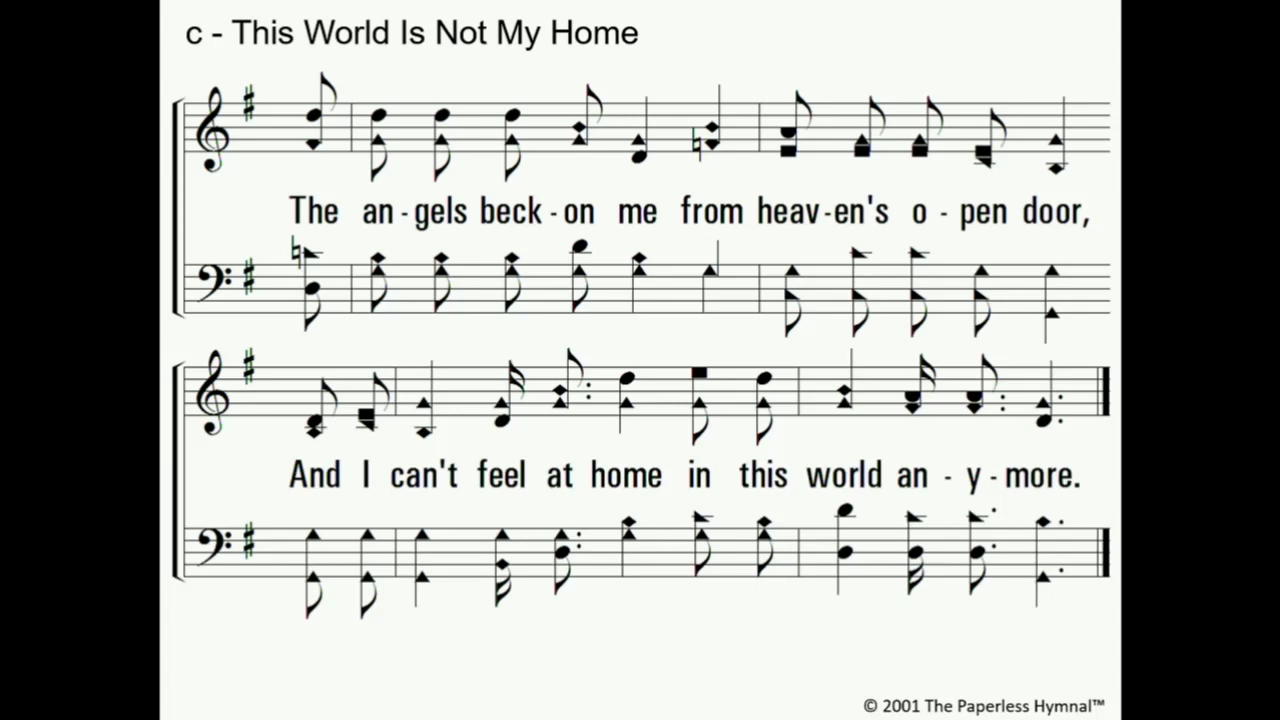 c - This World Is Not My Home
The an - gels beck - on me from heav - en's o - pen door,
And I can't feel at home in this world an - y - more.
© 2001 The Paperless Hymnal™